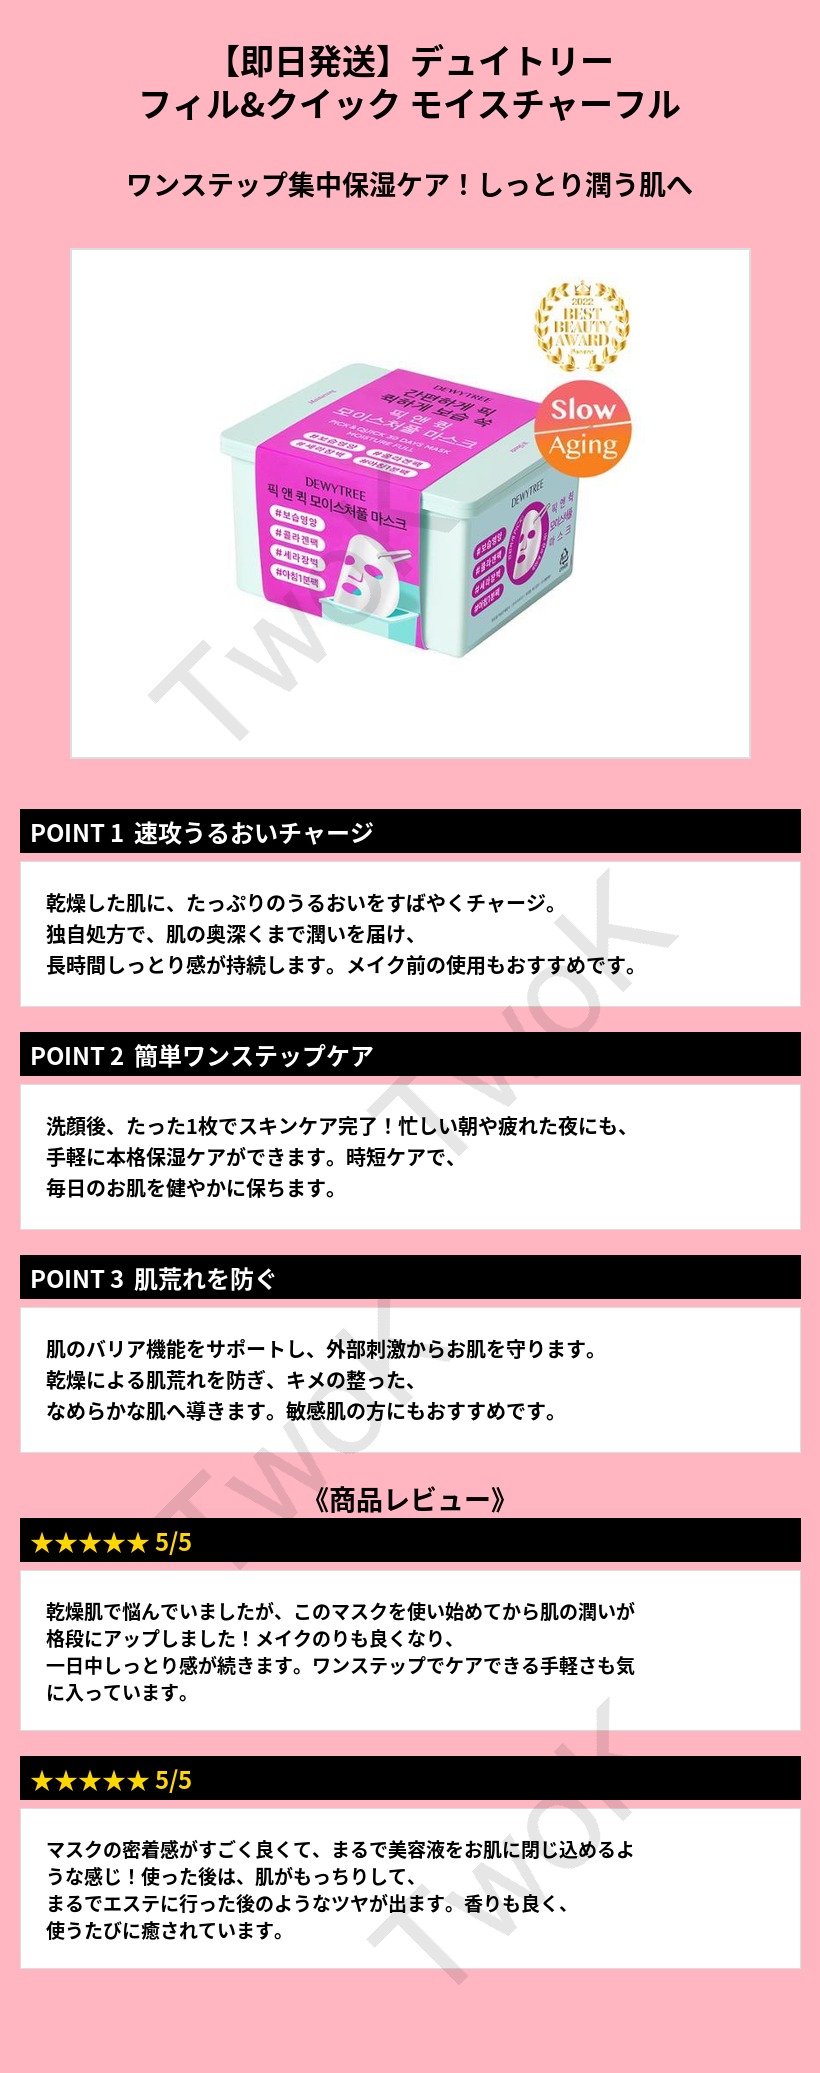 【即日発送】デュイトリー
フィル&クイック モイスチャーフル
ワンステップ集中保湿ケア！しっとり潤う肌へ
2022
BEST
BEAUTY
AWARD
Slow
Aging
DEWYTREE
간편하게 픽
퀵하게 보습 쏙
픽 앤 퀵
모이스처풀 마스크
PICK & QUICK 30 DAYS MASK
MOISTURE FULL
#보습영양
#콜라겐팩
#세라장벽
#아침1분팩
DEWYTREE
픽 앤 퀵 모이스처풀 마스크
#보습영양
#콜라겐팩
#세라장벽
#아침1분팩
DEWYTREE
픽 앤 퀵
모이스처풀
마스크
#보습영양
#콜라겐팩
#세라장벽
#아침1분팩
TwoK
POINT 1 速攻うるおいチャージ
乾燥した肌に、たっぷりのうるおいをすばやくチャージ。
独自処方で、肌の奥深くまで潤いを届け、
長時間しっとり感が持続します。メイク前の使用もおすすめです。
TwoK
POINT 2 簡単ワンステップケア
洗顔後、たった1枚でスキンケア完了！忙しい朝や疲れた夜にも、
手軽に本格保湿ケアができます。時短ケアで、
毎日のお肌を健やかに保ちます。
POINT 3 肌荒れを防ぐ
肌のバリア機能をサポートし、外部刺激からお肌を守ります。
乾燥による肌荒れを防ぎ、キメの整った、
なめらかな肌へ導きます。敏感肌の方にもおすすめです。
TwoK
《商品レビュー》
★★★★★ 5/5
乾燥肌で悩んでいましたが、このマスクを使い始めてから肌の潤いが
格段にアップしました！メイクのりも良くなり、
一日中しっとり感が続きます。ワンステップでケアできる手軽さも気
に入っています。
★★★★★ 5/5
マスクの密着感がすごく良くて、まるで美容液をお肌に閉じ込めるよ
うな感じ！使った後は、肌がもっちりして、
まるでエステに行った後のようなツヤが出ます。香りも良く、
使うたびに癒されています。
TwoK